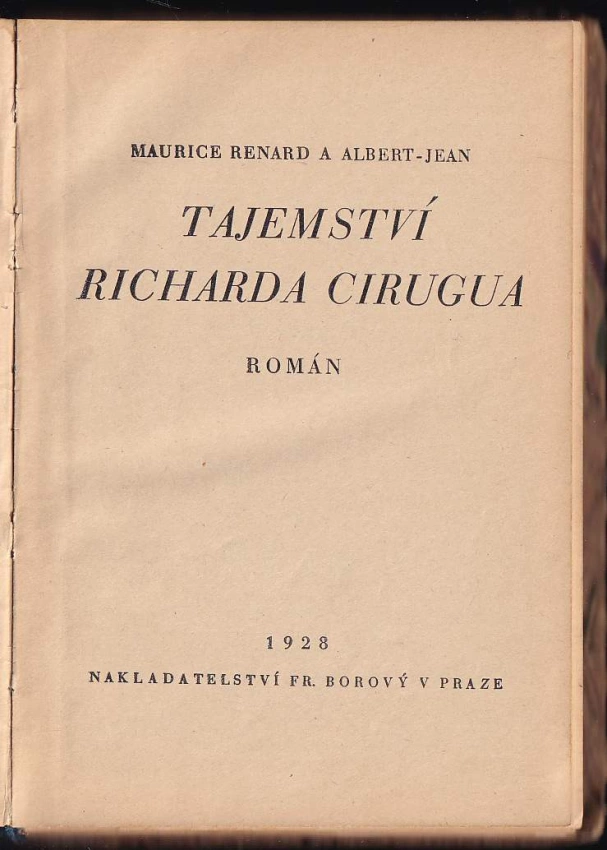 MAURICE RENARD A ALBERT-JEAN
TAJEMSTVÍ
RICHARDA CIRUGUA
ROMÁN
1928
NAKLADATELSTVÍ FR. BOROVÝ V PRAZE